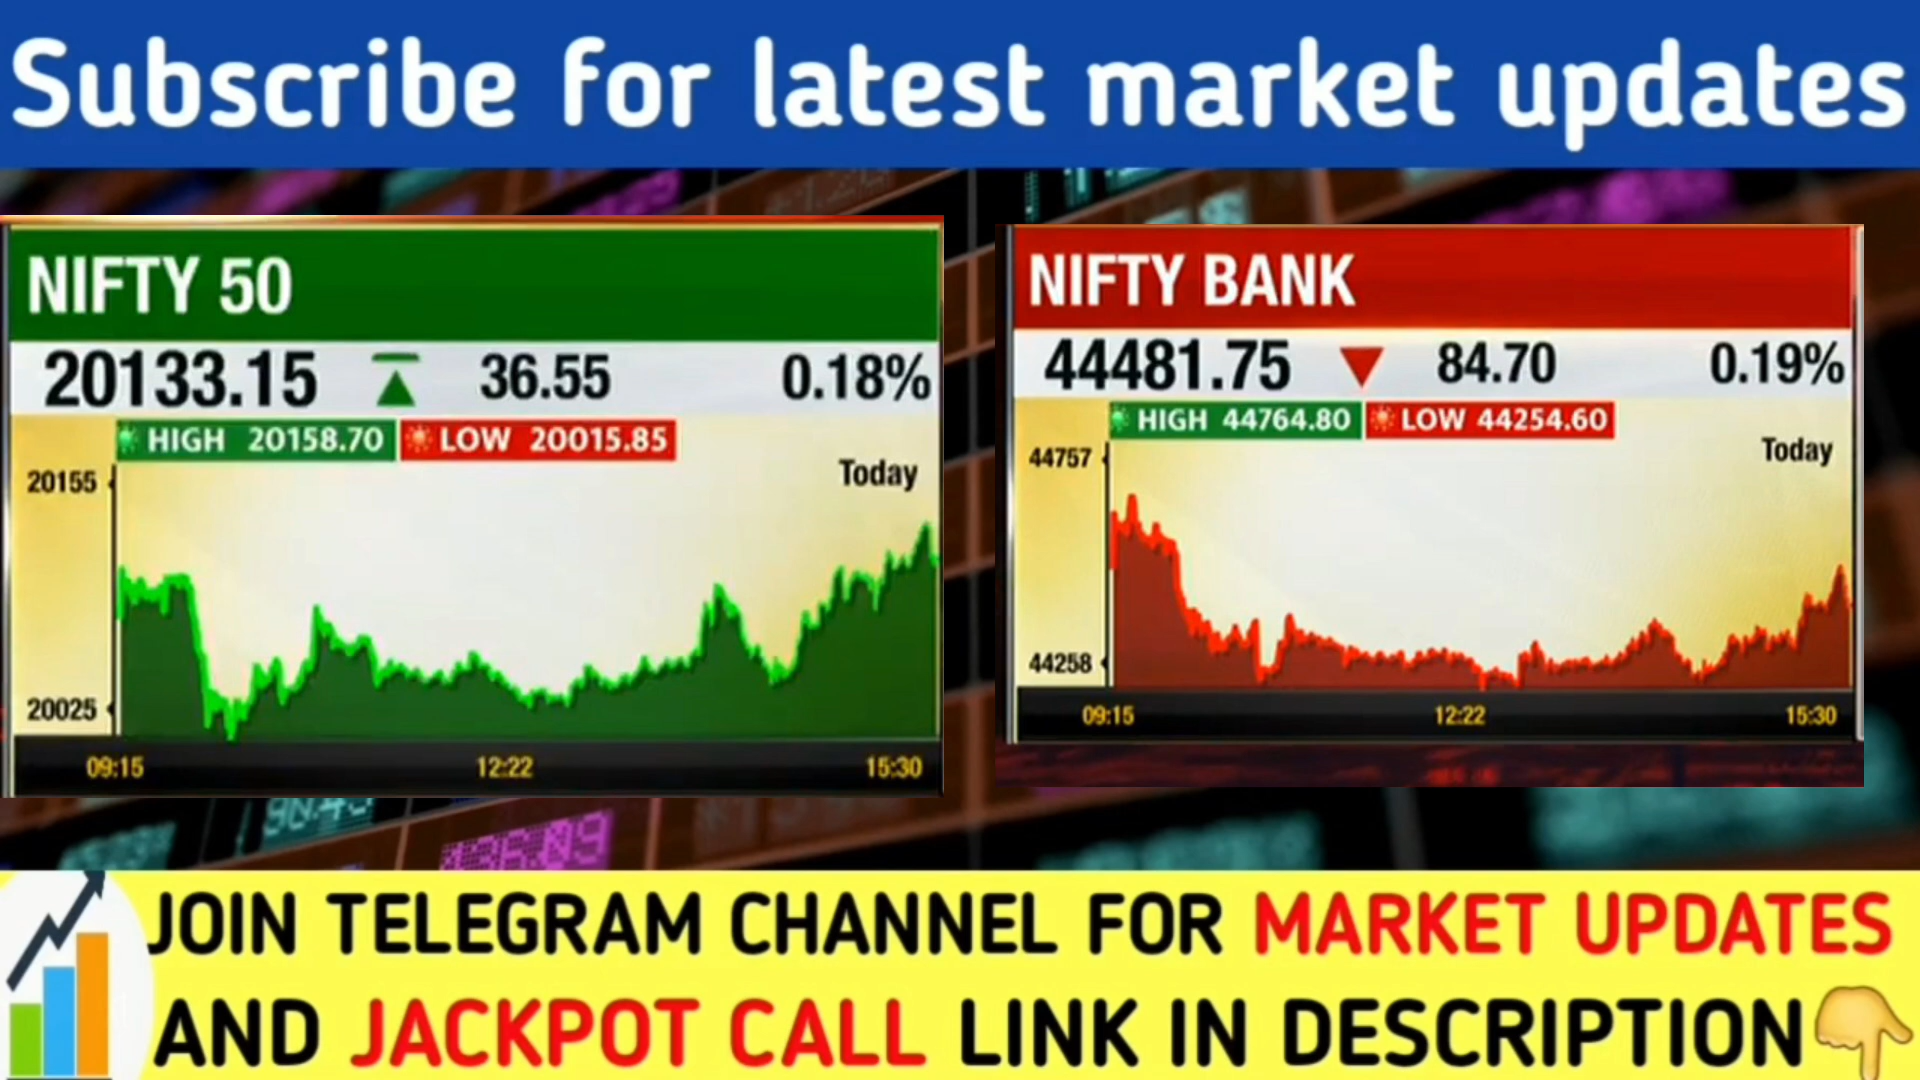 Subscribe for latest market updates
NIFTY 50
20133.15 36.55 0.18%
HIGH 20158.70 LOW 20015.85
Today
20155
20025
09:15 12:22 15:30
NIFTY BANK
44481.75 84.70 0.19%
HIGH 44764.80 LOW 44254.60
Today
44757
44258
09:15 12:22 15:30
JOIN TELEGRAM CHANNEL FOR MARKET UPDATES
AND JACKPOT CALL LINK IN DESCRIPTION